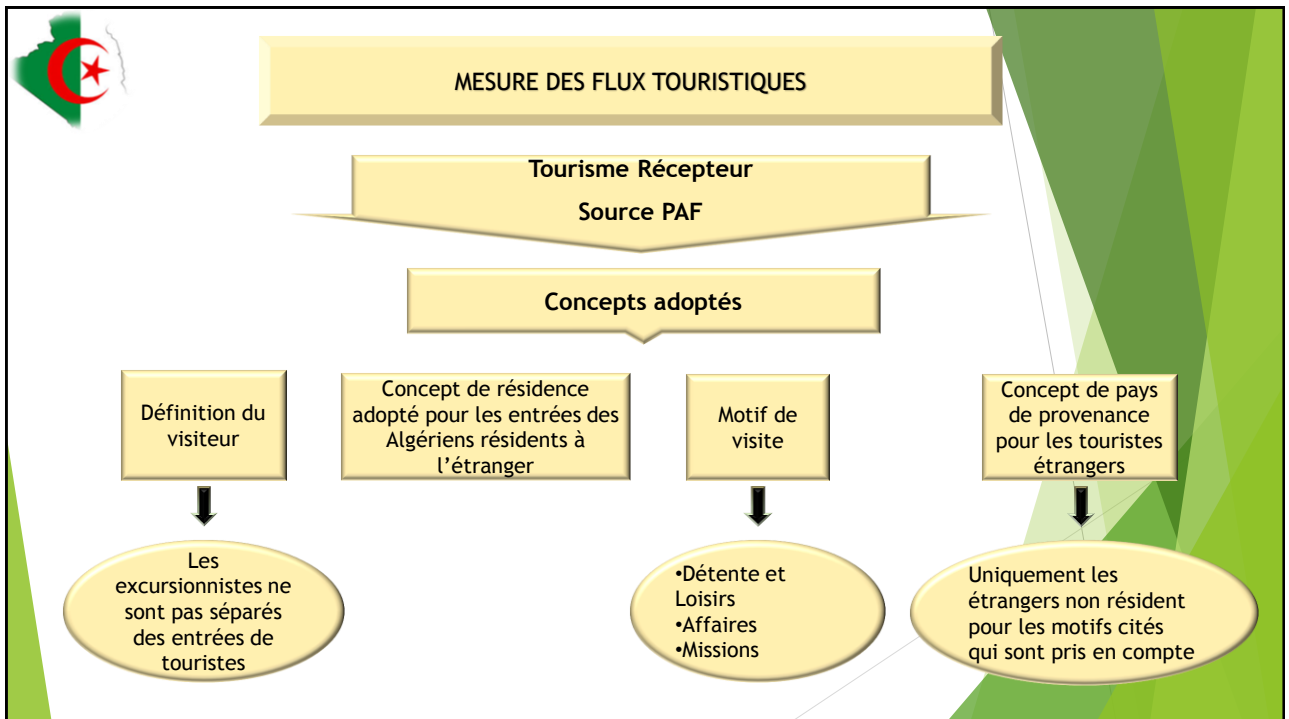 MESURE DES FLUX TOURISTIQUES
Tourisme Récepteur
Source PAF
Concepts adoptés
Définition du
visiteur
Concept de résidence
adopté pour les entrées des
Algériens résidents à
l’étranger
Motif de
visite
Concept de pays
de provenance
pour les touristes
étrangers
Les
excursionnistes ne
sont pas séparés
des entrées de
touristes
•Détente et
Loisirs
•Affaires
•Missions
Uniquement les
étrangers non résident
pour les motifs cités
qui sont pris en compte